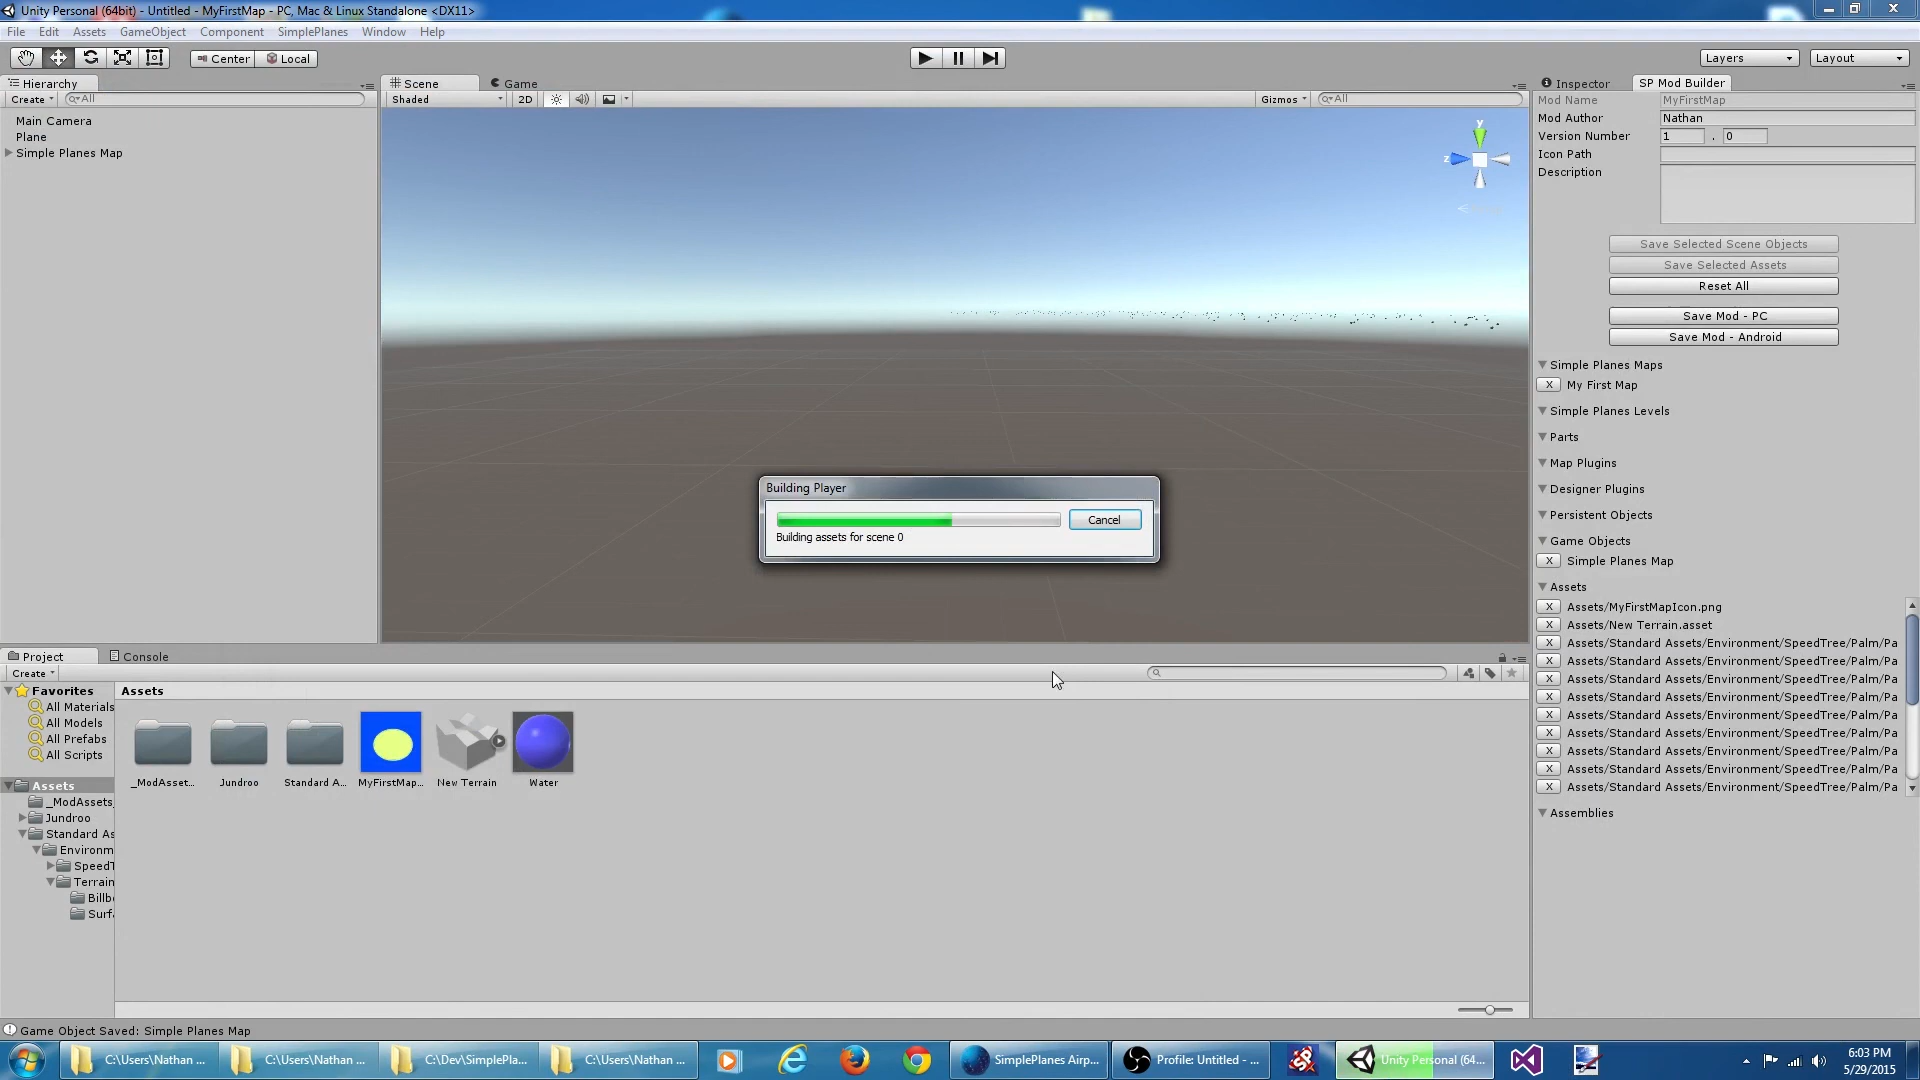 Unity Personal (64bit) - Untitled - MyFirstMap - PC, Mac & Linux Standalone <DX11>
File Edit Assets GameObject Component SimplePlanes Window Help
Center Local Layers Layout
Hierarchy
Create All
Main Camera
Plane
Simple Planes Map
Scene Game
Shaded 2D Gizmos All
y
z
Building Player
Cancel
Building assets for scene 0
Inspector SP Mod Builder
Mod Name MyFirstMap
Mod Author Nathan
Version Number 1 . 0
Icon Path
Description
Save Selected Scene Objects
Save Selected Assets
Reset All
Save Mod - PC
Save Mod - Android
Simple Planes Maps
X My First Map
Simple Planes Levels
Parts
Map Plugins
Designer Plugins
Persistent Objects
Game Objects
X Simple Planes Map
Assets
X Assets/MyFirstMapIcon.png
X Assets/New Terrain.asset
X Assets/Standard Assets/Environment/SpeedTree/Palm/Pa
X Assets/Standard Assets/Environment/SpeedTree/Palm/Pa
X Assets/Standard Assets/Environment/SpeedTree/Palm/Pa
X Assets/Standard Assets/Environment/SpeedTree/Palm/Pa
X Assets/Standard Assets/Environment/SpeedTree/Palm/Pa
X Assets/Standard Assets/Environment/SpeedTree/Palm/Pa
X Assets/Standard Assets/Environment/SpeedTree/Palm/Pa
X Assets/Standard Assets/Environment/SpeedTree/Palm/Pa
X Assets/Standard Assets/Environment/SpeedTree/Palm/Pa
Assemblies
Project Console
Create
Favorites
All Materials
All Models
All Prefabs
All Scripts
Assets
_ModAssets
Jundroo
Standard As
Environm
SpeedT
Terrain
Billb
Surf
Assets
_ModAsset... Jundroo Standard A... MyFirstMap... New Terrain Water
Game Object Saved: Simple Planes Map
C:\Users\Nathan ... C:\Users\Nathan ... C:\Dev\SimplePla... C:\Users\Nathan ... SimplePlanes Airp... Profile: Untitled - ... Unity Personal (64...
6:03 PM
5/29/2015